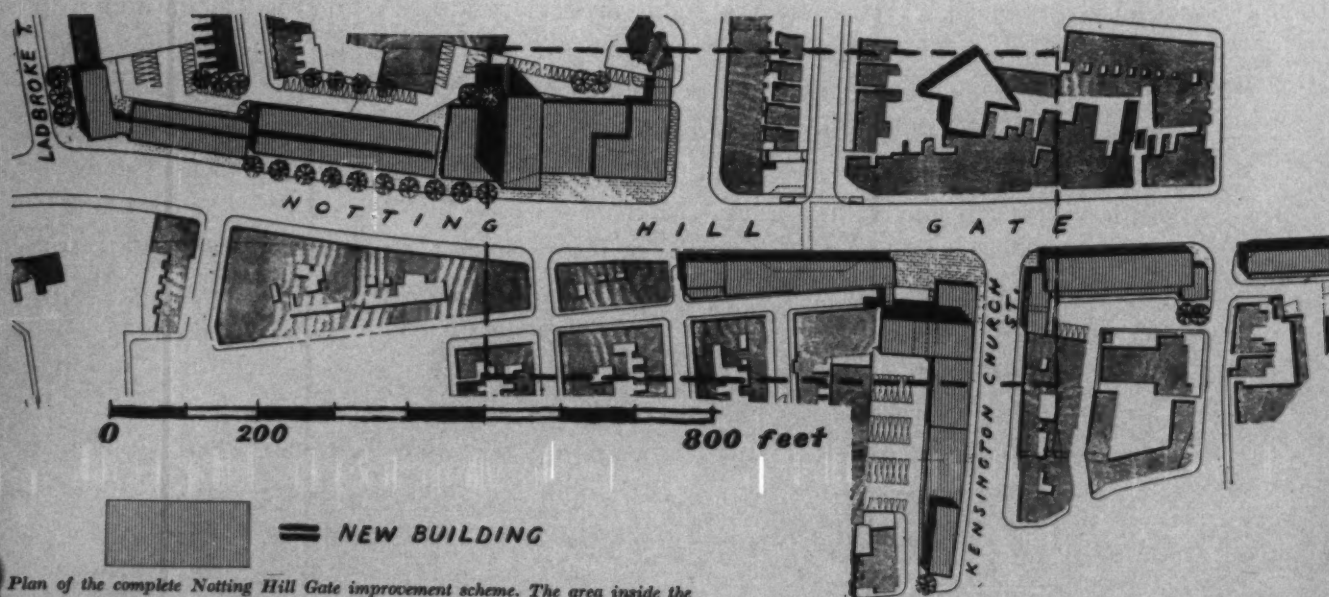 LADBROKE T.
NOTTING HILL GATE
KENSINGTON CHURCH ST.
0 200 800 feet
= NEW BUILDING
Plan of the complete Notting Hill Gate improvement scheme. The area inside the